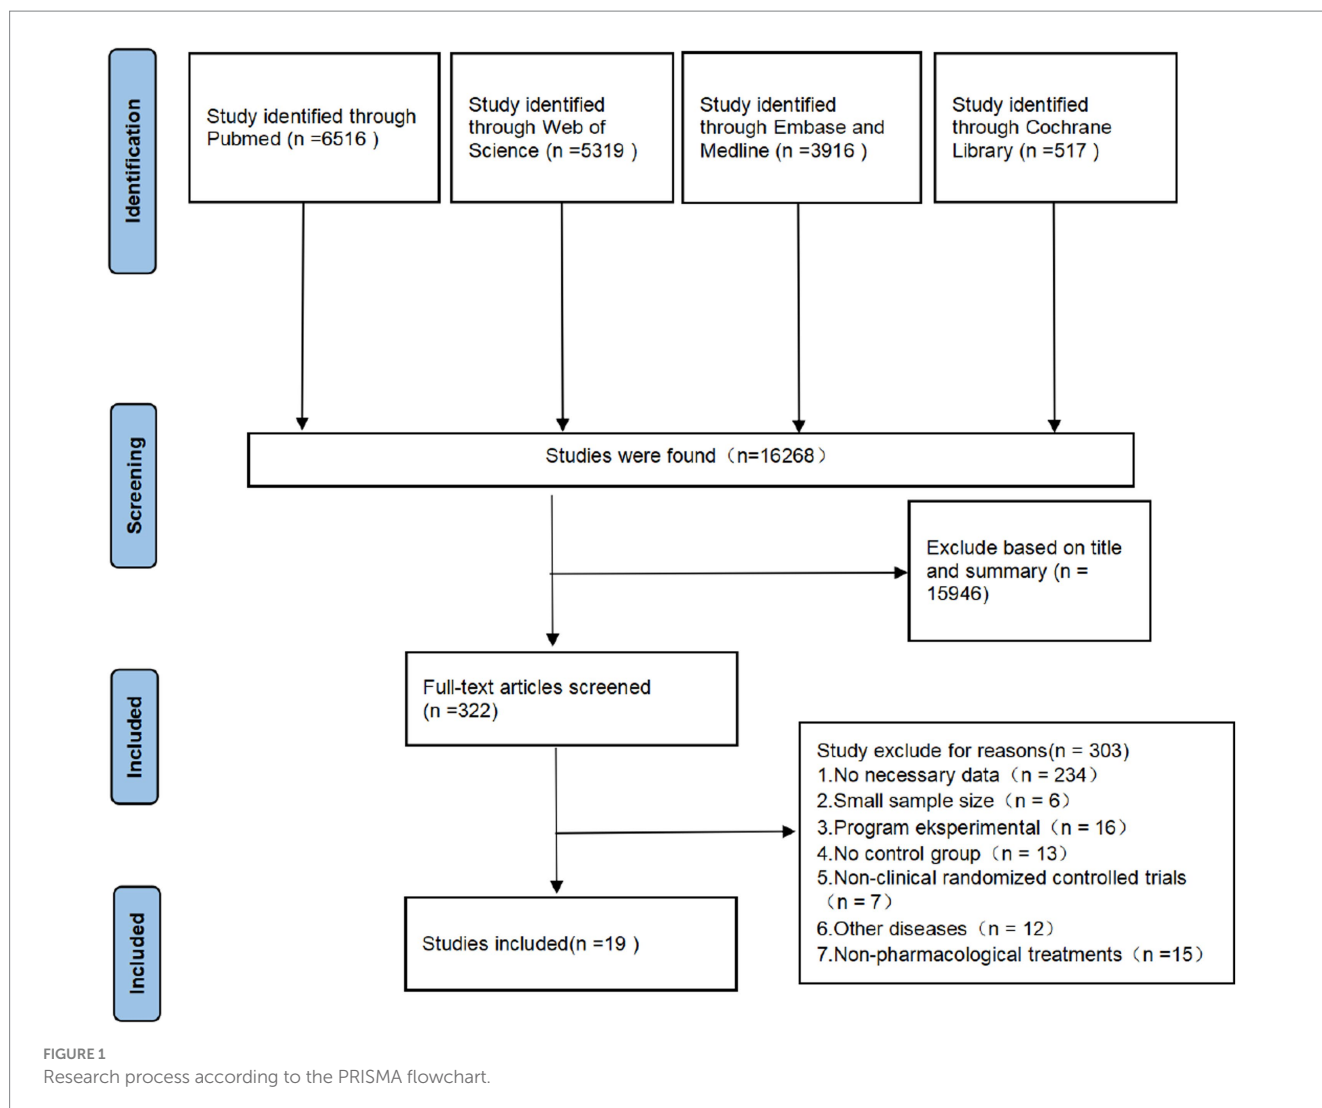 Identification
Study identified through
Pubmed (n =6516 )
Study identified
through Web of
Science (n =5319 )
Study identified
through Embase and
Medline (n =3916 )
Study identified
through Cochrane
Library (n =517 )
Screening
Studies were found（n=16268）
Exclude based on title
and summary (n =
15946)
Included
Full-text articles screened
(n =322)
Study exclude for reasons(n = 303)
1.No necessary data（n = 234）
2.Small sample size（n = 6）
3.Program eksperimental（n = 16）
4.No control group（n = 13）
5.Non-clinical randomized controlled trials
（n = 7）
6.Other diseases（n = 12）
7.Non-pharmacological treatments（n =15）
Included
Studies included(n =19 )
FIGURE 1
Research process according to the PRISMA flowchart.